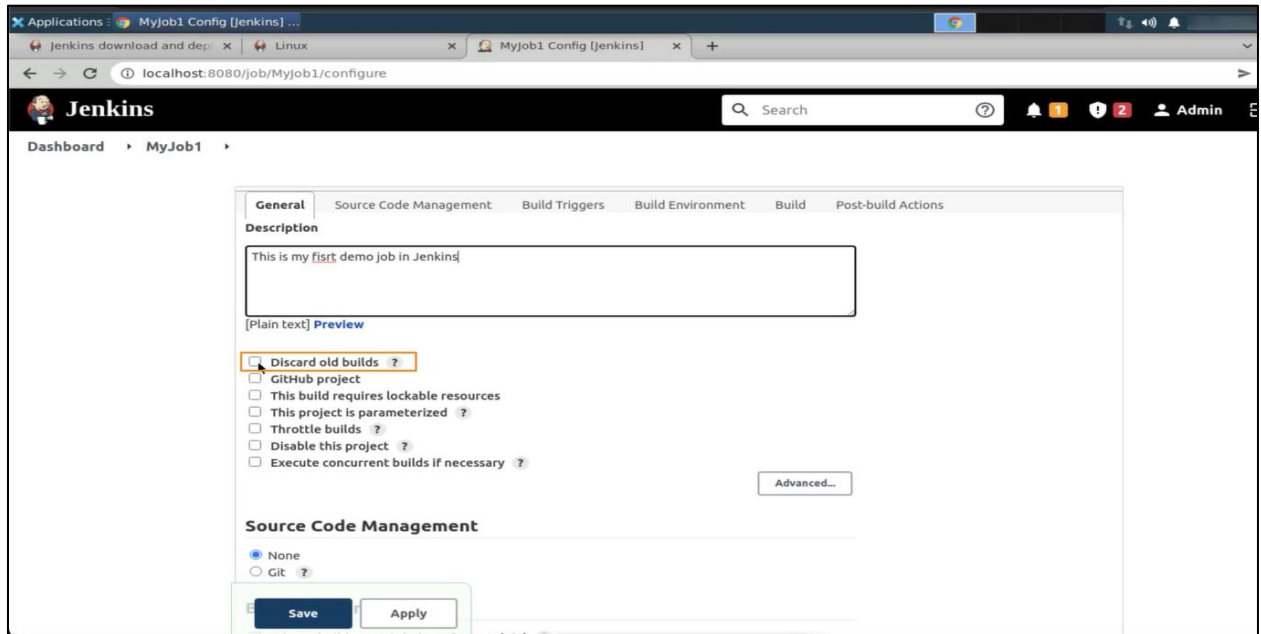 Applications : MyJob1 Config [Jenkins] ...
Jenkins download and depl Linux MyJob1 Config [Jenkins]
localhost:8080/job/MyJob1/configure
Jenkins Search 1 2 Admin
Dashboard MyJob1
General Source Code Management Build Triggers Build Environment Build Post-build Actions
Description
This is my fisrt demo job in Jenkins
[Plain text] Preview
Discard old builds ?
GitHub project
This build requires lockable resources
This project is parameterized ?
Throttle builds ?
Disable this project ?
Execute concurrent builds if necessary ?
Advanced...
Source Code Management
None
Git ?
Save Apply